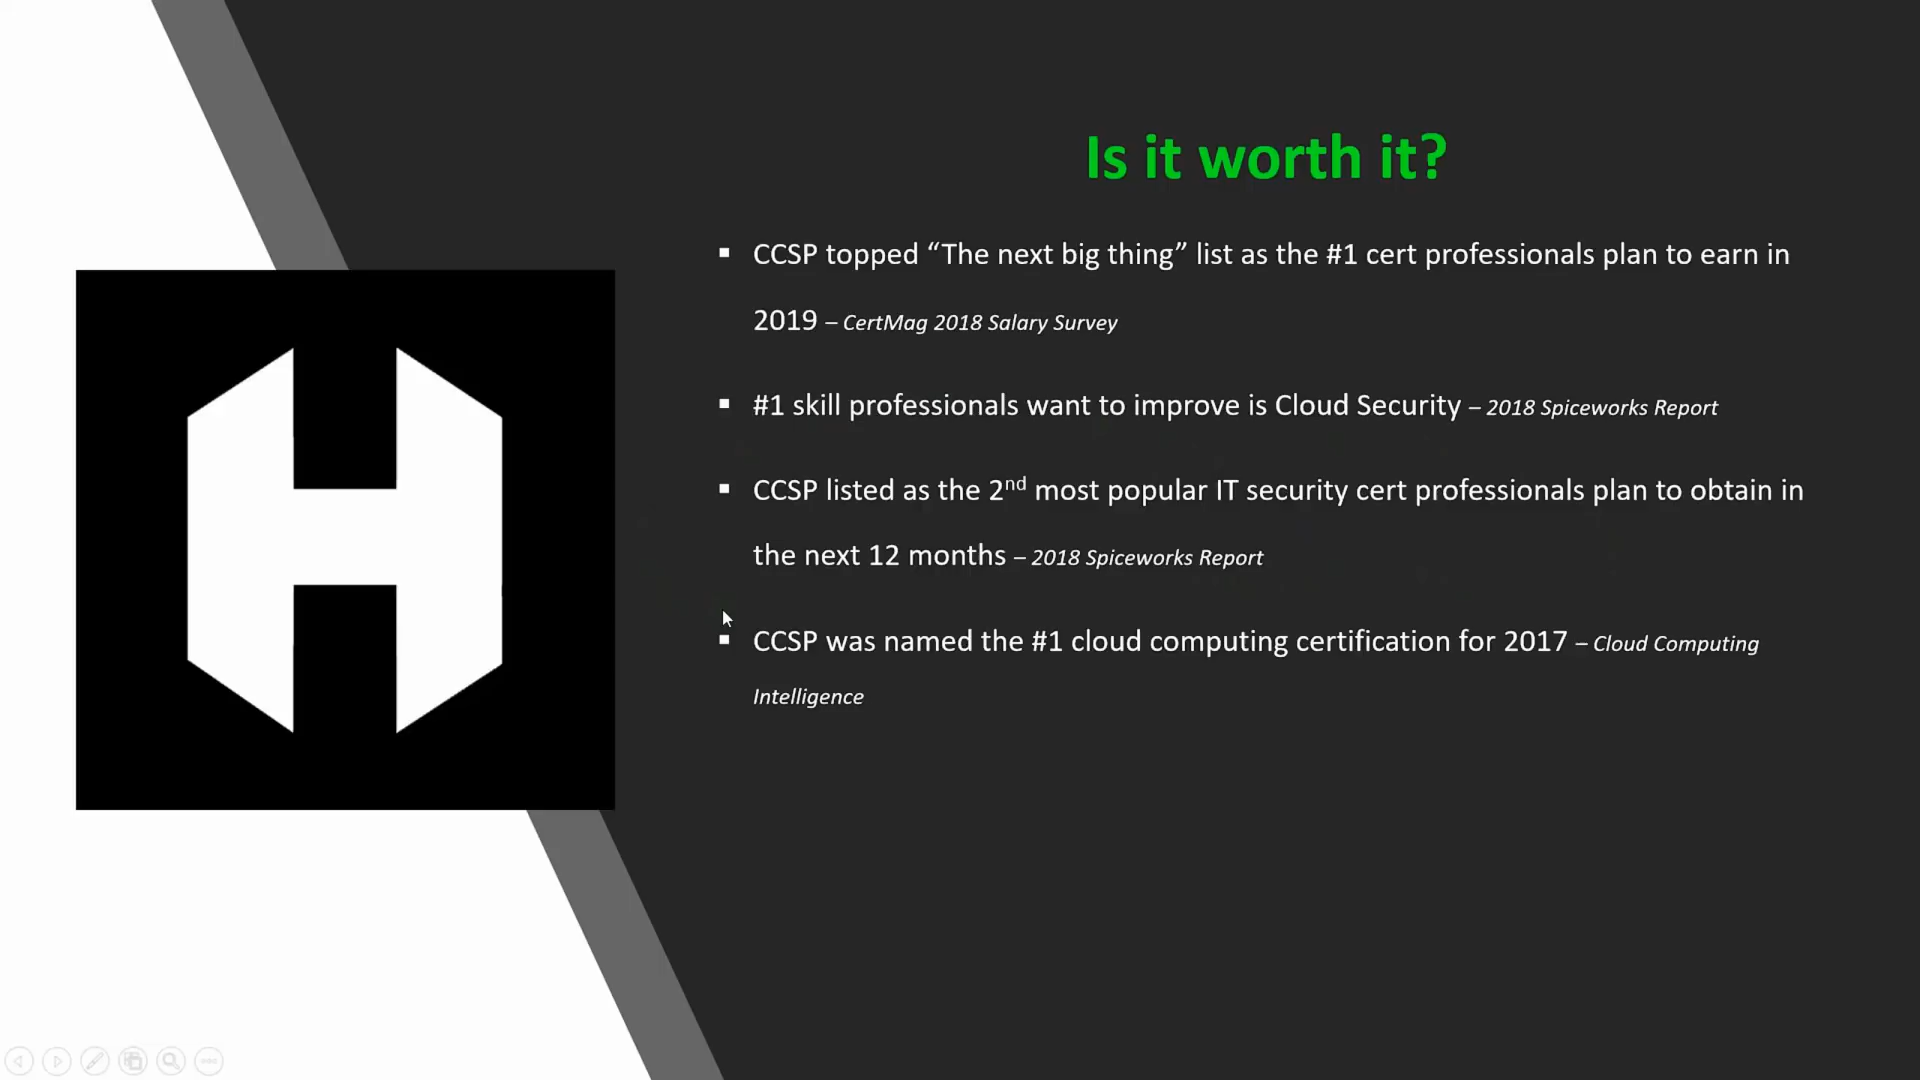 Is it worth it?
CCSP topped “The next big thing” list as the #1 cert professionals plan to earn in
2019 – CertMag 2018 Salary Survey
#1 skill professionals want to improve is Cloud Security – 2018 Spiceworks Report
CCSP listed as the 2nd most popular IT security cert professionals plan to obtain in
the next 12 months – 2018 Spiceworks Report
CCSP was named the #1 cloud computing certification for 2017 – Cloud Computing
Intelligence
H